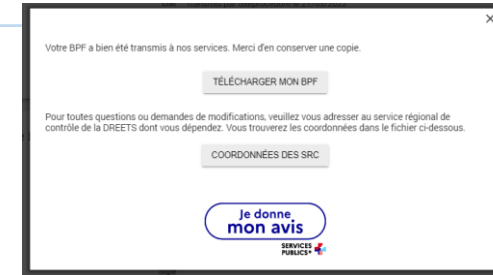 ×
Votre BPF a bien été transmis à nos services. Merci d'en conserver une copie.
TÉLÉCHARGER MON BPF
Pour toutes questions ou demandes de modifications, veuillez vous adresser au service régional de
contrôle de la DREETS dont vous dépendez. Vous trouverez les coordonnées dans le fichier ci-dessous.
COORDONNÉES DES SRC
Je donne
mon avis
SERVICES
PUBLICS+